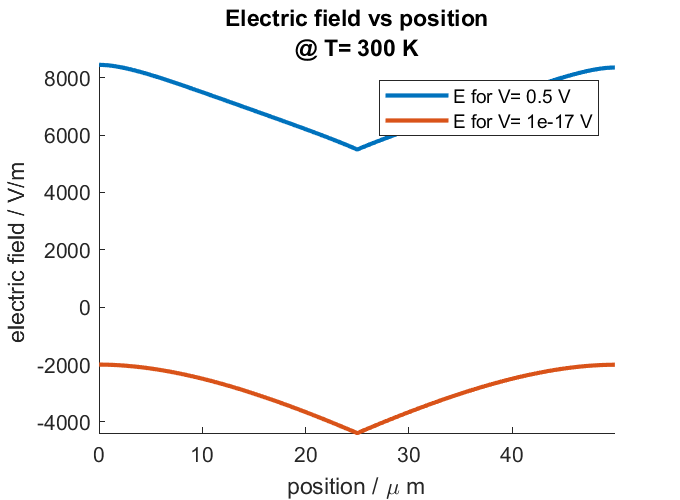 Electric field vs position
@ T= 300 K
8000
6000
4000
2000
0
-2000
-4000
electric field / V/m
E for V= 0.5 V
E for V= 1e-17 V
0
10
20
30
40
position / μ m